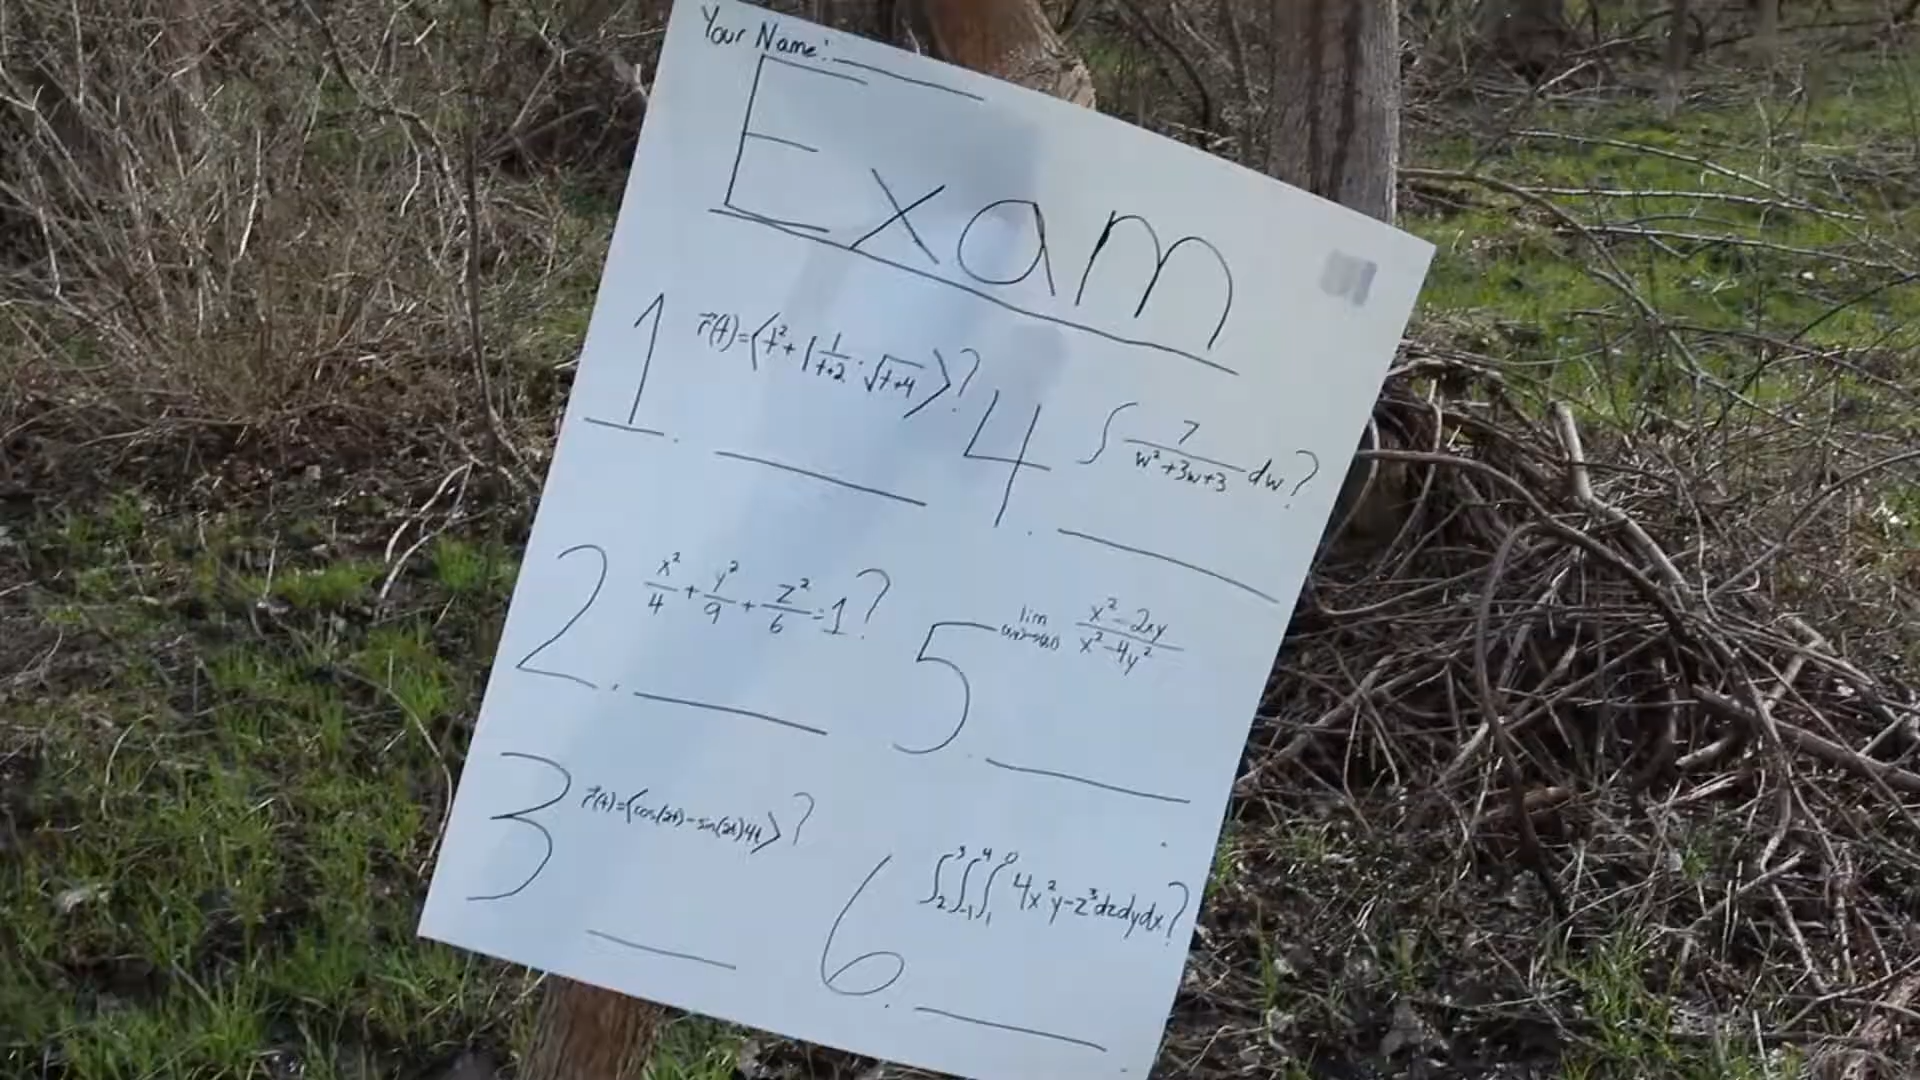 Your Name:
Exam
1. r⃗(t)=⟨t²+1 1/(t+2) · √(t+4)⟩?
2. x²/4 + y²/9 + z²/6 =1?
3. r⃗(t)=⟨cos(2t)-sin(2t)4t⟩?
4. ∫ 7/(w²+3w+3) dw?
5. lim (x²-2xy)/(x²-4y²)
6. ∫₂³∫₋₁⁴∫₁⁰ 4x²y-z³dzdydx?